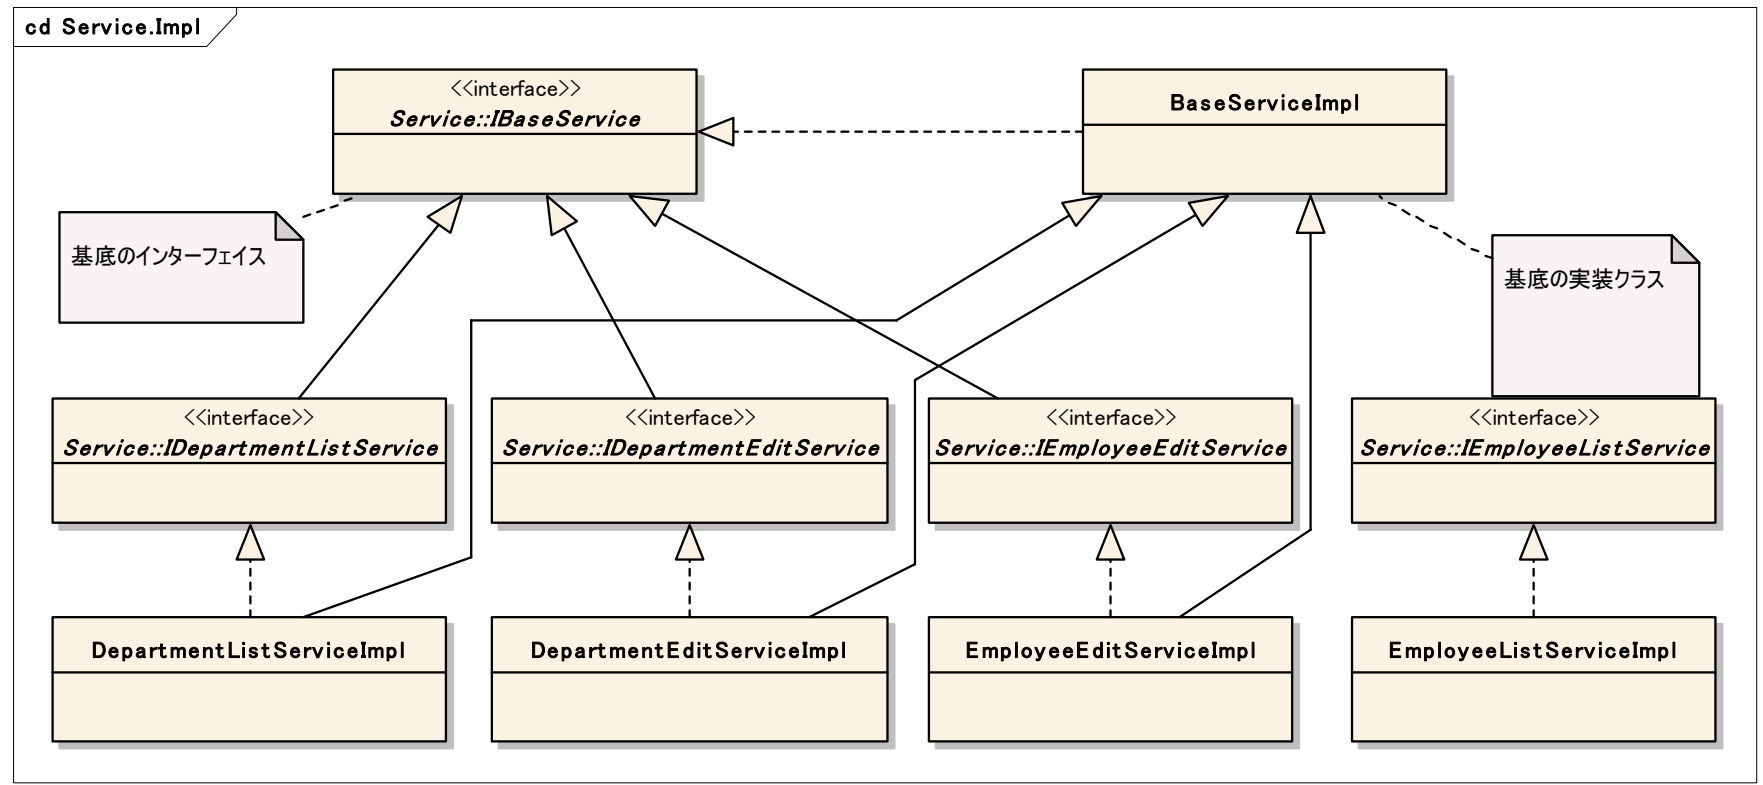 cd Service.Impl
<<interface>>
Service::IBaseService
BaseServiceImpl
基底のインターフェイス
基底の実装クラス
<<interface>>
Service::IDepartmentListService
<<interface>>
Service::IDepartmentEditService
<<interface>>
Service::IEmployeeEditService
<<interface>>
Service::IEmployeeListService
DepartmentListServiceImpl
DepartmentEditServiceImpl
EmployeeEditServiceImpl
EmployeeListServiceImpl